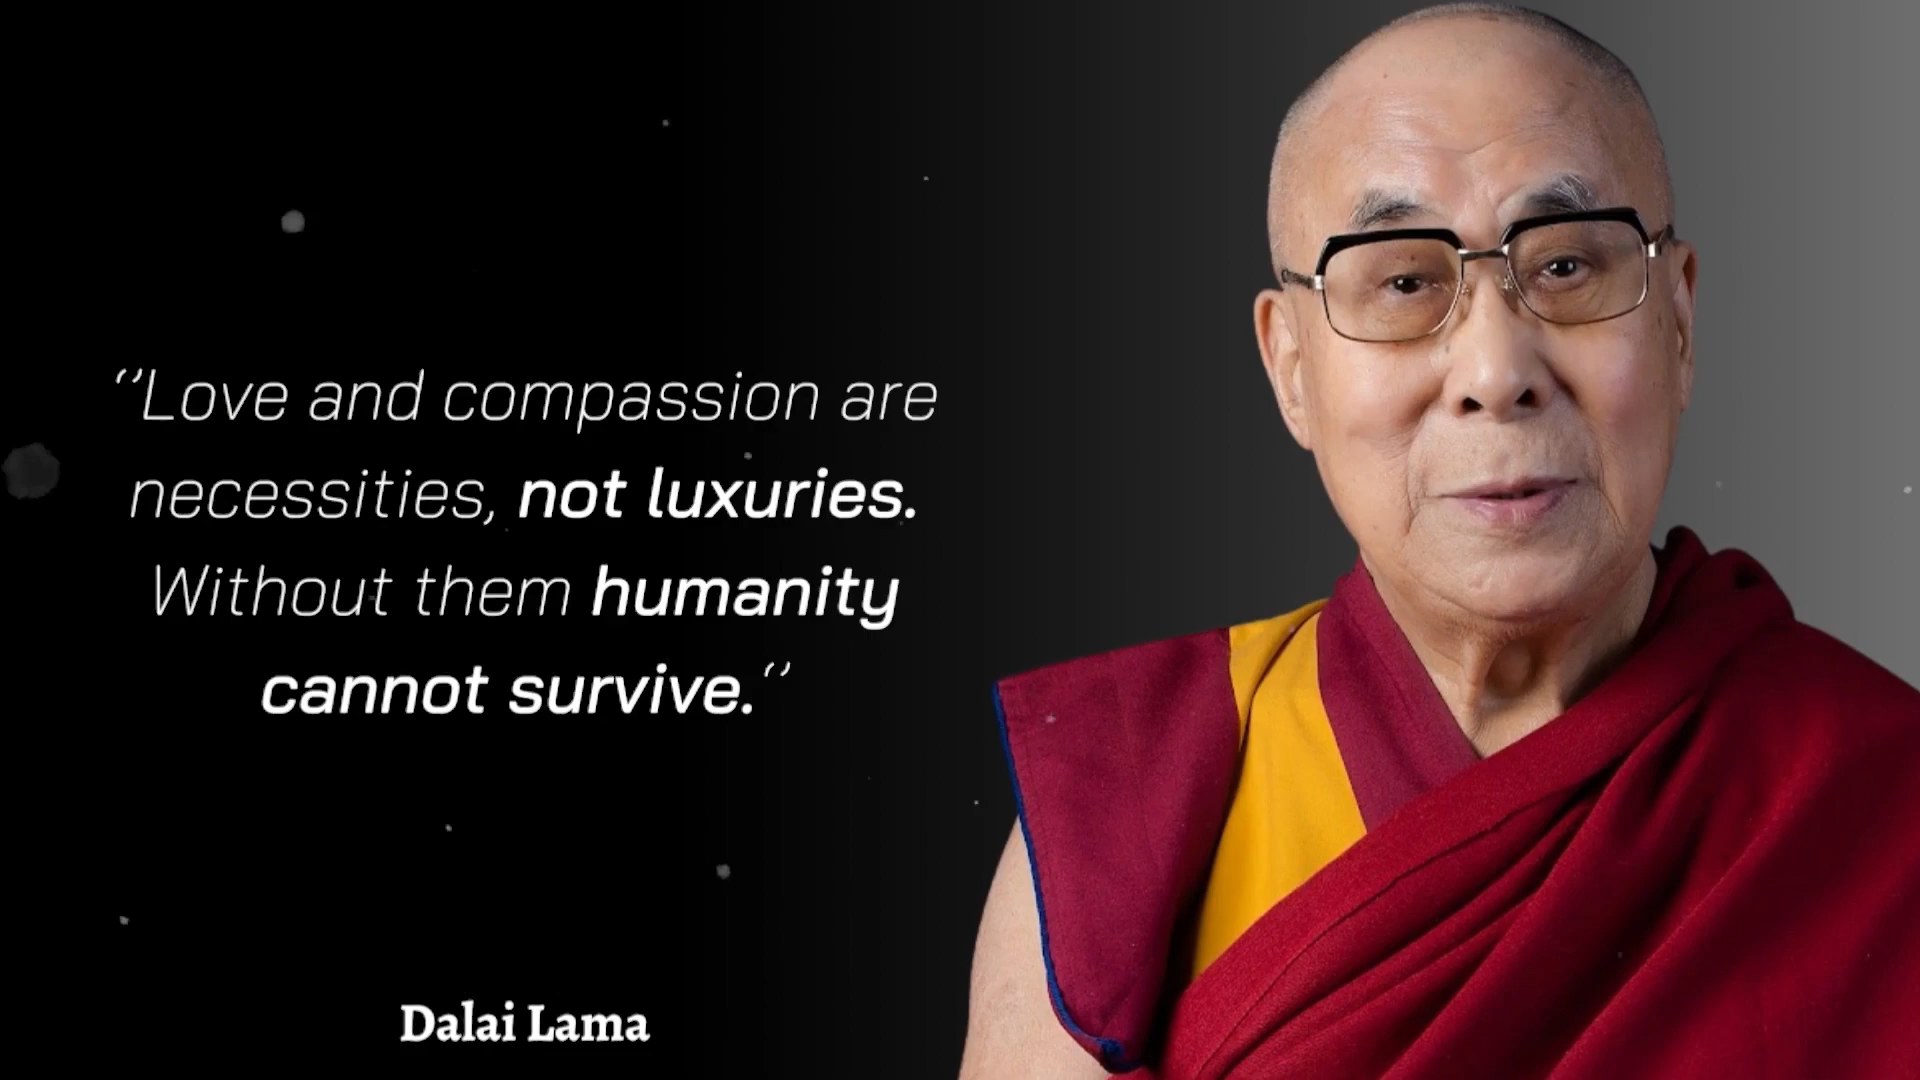 ‘’Love and compassion are
necessities, not luxuries.
Without them humanity
cannot survive.‘’
Dalai Lama